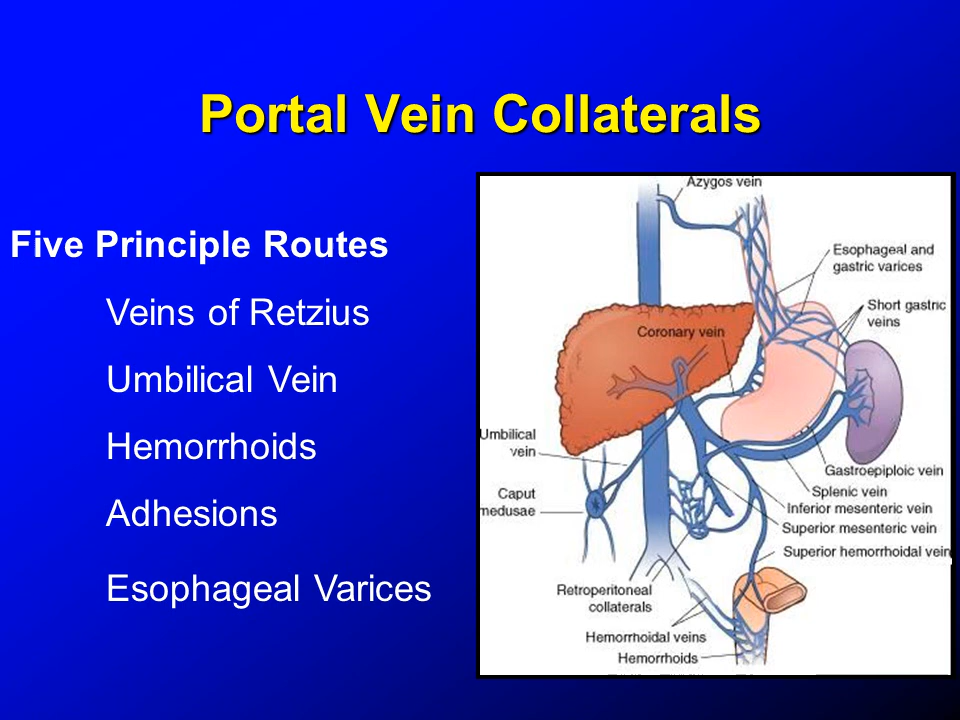 Portal Vein Collaterals
Five Principle Routes
Veins of Retzius
Umbilical Vein
Hemorrhoids
Adhesions
Esophageal Varices
Azygos vein
Esophageal and
gastric varices
Short gastric
veins
Coronary vein
Umbilical
vein
Caput
medusae
Gastroepiploic vein
Splenic vein
Inferior mesenteric vein
Superior mesenteric vein
Superior hemorrhoidal vein
Retroperitoneal
collaterals
Hemorrhoidal veins
Hemorrhoids